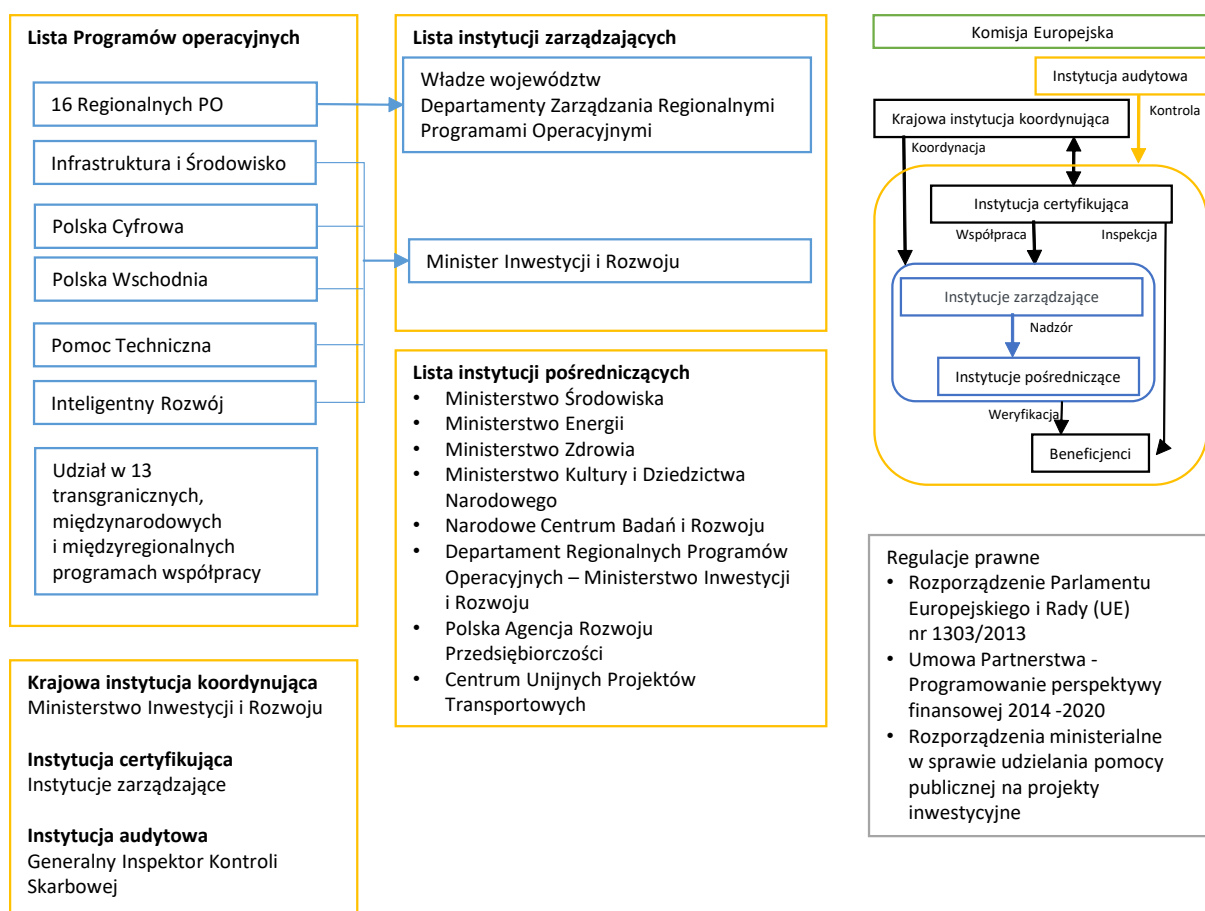 Lista Programów operacyjnych
16 Regionalnych PO
Infrastruktura i Środowisko
Polska Cyfrowa
Polska Wschodnia
Pomoc Techniczna
Inteligentny Rozwój
Udział w 13
transgranicznych,
międzynarodowych
i międzyregionalnych
programach współpracy
Krajowa instytucja koordynująca
Ministerstwo Inwestycji i Rozwoju
Instytucja certyfikująca
Instytucje zarządzające
Instytucja audytowa
Generalny Inspektor Kontroli
Skarbowej
Lista instytucji zarządzających
Władze województw
Departamenty Zarządzania Regionalnymi
Programami Operacyjnymi
Minister Inwestycji i Rozwoju
Lista instytucji pośredniczących
• Ministerstwo Środowiska
• Ministerstwo Energii
• Ministerstwo Zdrowia
• Ministerstwo Kultury i Dziedzictwa
Narodowego
• Narodowe Centrum Badań i Rozwoju
• Departament Regionalnych Programów
Operacyjnych – Ministerstwo Inwestycji
i Rozwoju
• Polska Agencja Rozwoju
Przedsiębiorczości
• Centrum Unijnych Projektów
Transportowych
Komisja Europejska
Instytucja audytowa
Kontrola
Krajowa instytucja koordynująca
Koordynacja
Instytucja certyfikująca
Współpraca
Inspekcja
Instytucje zarządzające
Nadzór
Instytucje pośredniczące
Weryfikacja
Beneficjenci
Regulacje prawne
• Rozporządzenie Parlamentu
Europejskiego i Rady (UE)
nr 1303/2013
• Umowa Partnerstwa -
Programowanie perspektywy
finansowej 2014 -2020
• Rozporządzenia ministerialne
w sprawie udzielania pomocy
publicznej na projekty
inwestycyjne